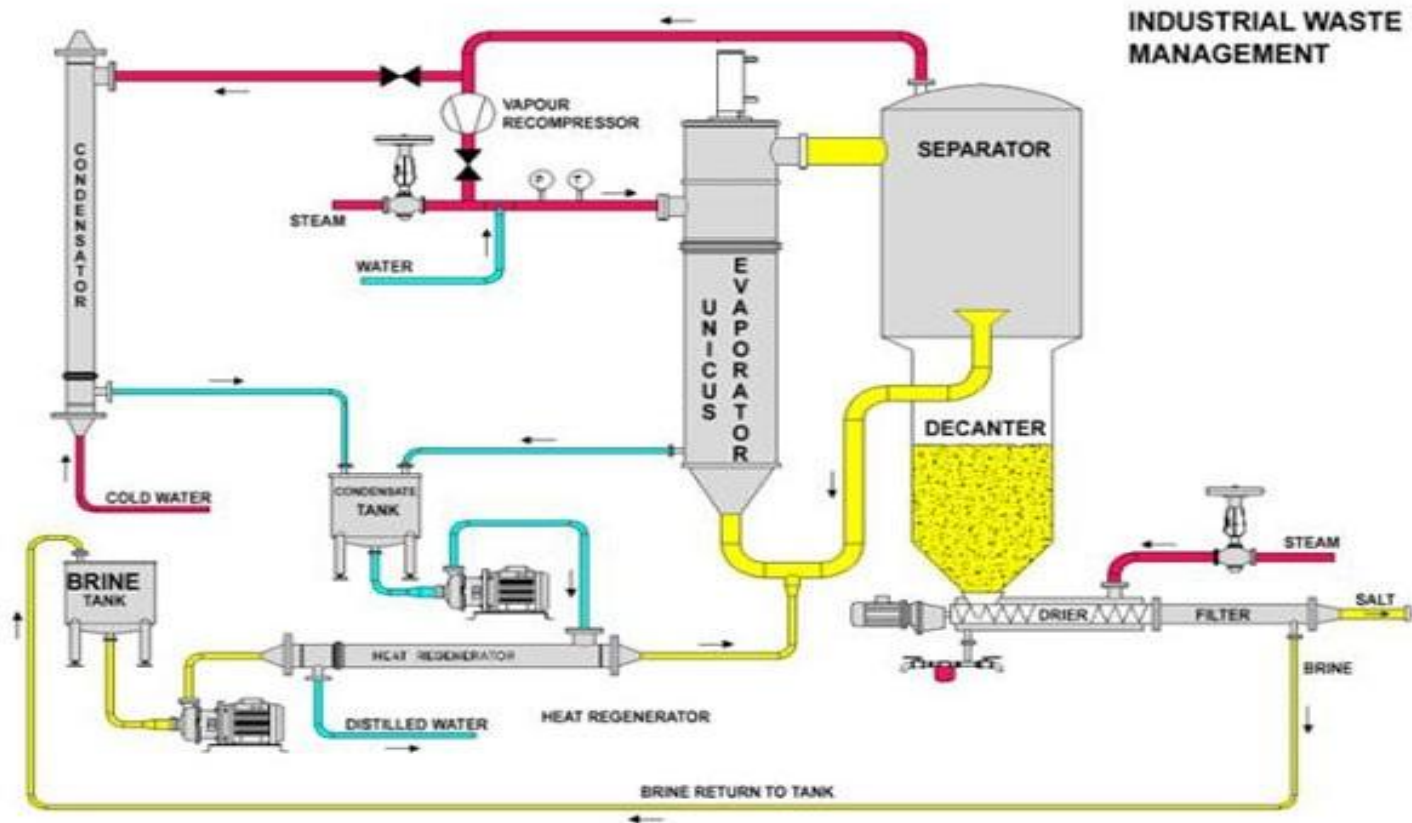 INDUSTRIAL WASTE
MANAGEMENT
VAPOUR
RECOMPRESSOR
SEPARATOR
CONDENSATOR
P
T
STEAM
WATER
UNICUS
EVAPORATOR
DECANTER
COLD WATER
CONDENSATE
TANK
STEAM
BRINE
TANK
SALT
DRIER
FILTER
HEAT REGENERATOR
BRINE
DISTILLED WATER
HEAT REGENERATOR
BRINE RETURN TO TANK